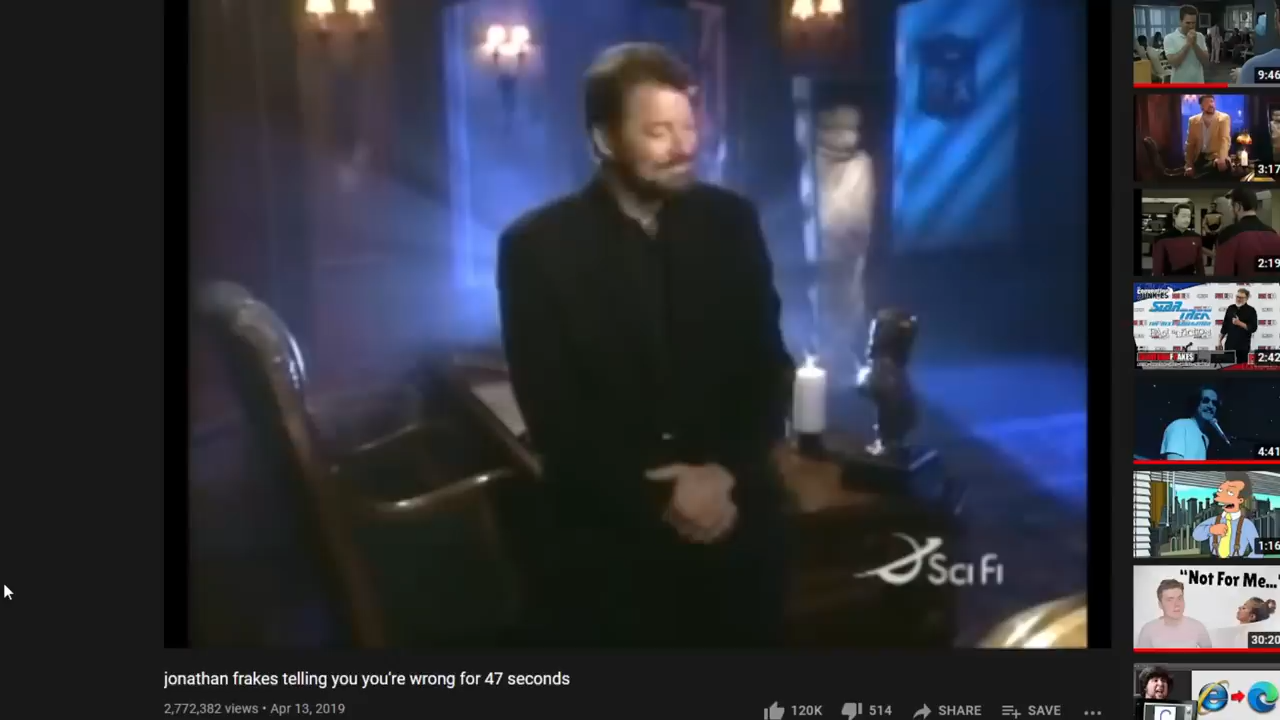 SciFi
jonathan frakes telling you you're wrong for 47 seconds
2,772,382 views • Apr 13, 2019
120K
514
SHARE
SAVE
9:46
3:17
2:19
STAR TREK
2:42
4:41
1:16
"Not For Me..."
30:20